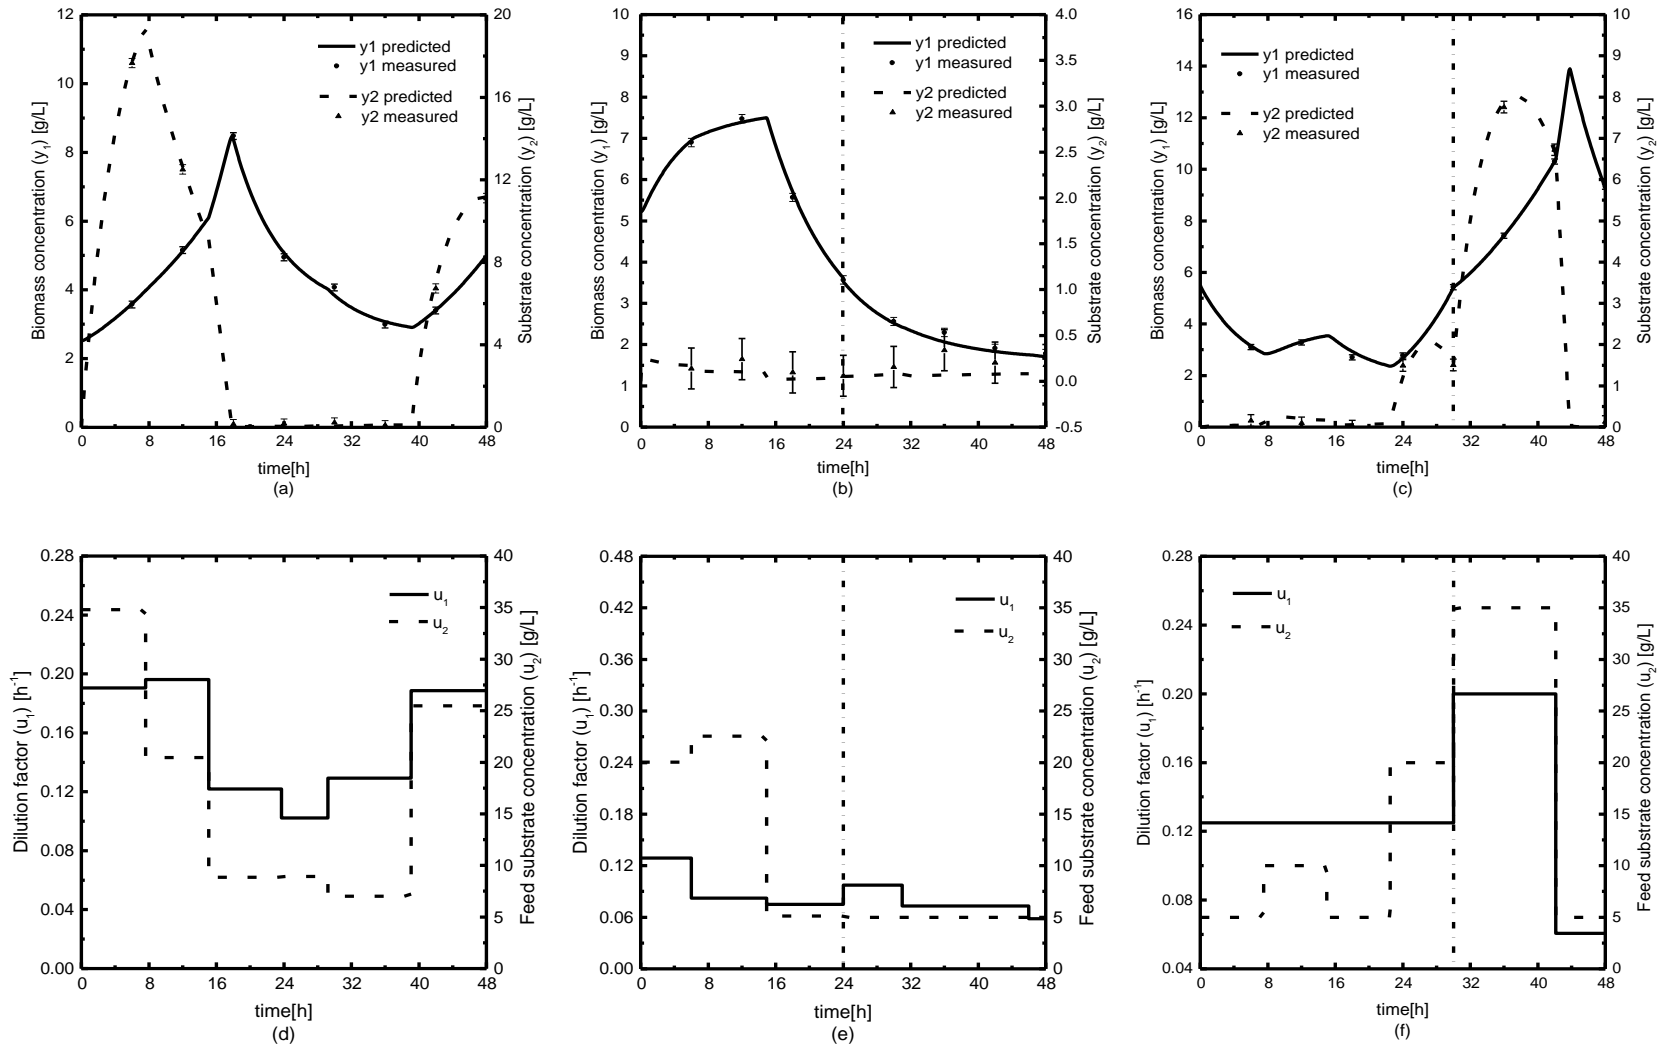 12
10
8
6
4
2
0
20
16
12
8
4
0
0 8 16 24 32 40 48
Biomass concentration (y1) [g/L]
Substrate concentration (y2) [g/L]
y1 predicted
y1 measured
y2 predicted
y2 measured
time[h]
(a)
10
9
8
7
6
5
4
3
2
1
0
4.0
3.5
3.0
2.5
2.0
1.5
1.0
0.5
0.0
-0.5
0 8 16 24 32 40 48
Biomass concentration (y1) [g/L]
Substrate concentration (y2) [g/L]
y1 predicted
y1 measured
y2 predicted
y2 measured
time[h]
(b)
16
14
12
10
8
6
4
2
0
10
9
8
7
6
5
4
3
2
1
0
0 8 16 24 32 40 48
Biomass concentration (y1) [g/L]
Substrate concentration (y2) [g/L]
y1 predicted
y1 measured
y2 predicted
y2 measured
time[h]
(c)
0.28
0.24
0.20
0.16
0.12
0.08
0.04
0.00
40
35
30
25
20
15
10
5
0
0 8 16 24 32 40 48
Dilution factor (u1) [h-1]
Feed substrate concentration (u2) [g/L]
u1
u2
time[h]
(d)
0.48
0.42
0.36
0.30
0.24
0.18
0.12
0.06
0.00
40
35
30
25
20
15
10
5
0
0 8 16 24 32 40 48
Dilution factor (u1) [h-1]
Feed substrate concentration (u2) [g/L]
u1
u2
time[h]
(e)
0.28
0.24
0.20
0.16
0.12
0.08
0.04
40
35
30
25
20
15
10
5
0
0 8 16 24 32 40 48
Dilution factor (u1) [h-1]
Feed substrate concentration (u2) [g/L]
u1
u2
time[h]
(f)